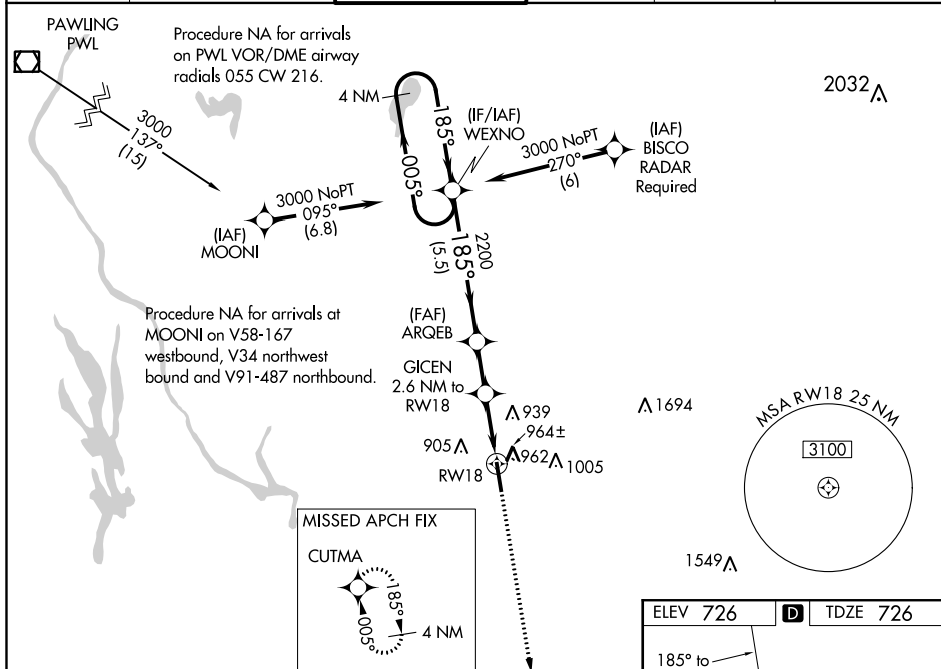 PAWLING
PWL
Procedure NA for arrivals
on PWL VOR/DME airway
radials 055 CW 216.
3000
137°
(15)
4 NM
185°
005°
(IF/IAF)
WEXNO
3000 NoPT
270°
(6)
(IAF)
BISCO
RADAR
Required
2032
3000 NoPT
095°
(6.8)
(IAF)
MOONI
2200
185°
(5.5)
Procedure NA for arrivals at
MOONI on V58-167
westbound, V34 northwest
bound and V91-487 northbound.
(FAF)
ARQEB
GICEN
2.6 NM to
RW18
939
964±
905
962
1005
RW18
1694
MSA RW18 25 NM
3100
1549
MISSED APCH FIX
CUTMA
185°
005°
4 NM
ELEV 726 D TDZE 726
185° to